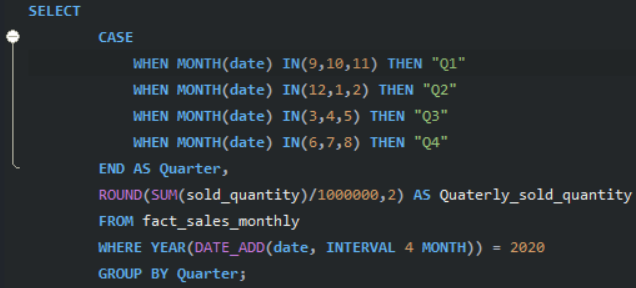 SELECT
CASE
WHEN MONTH(date) IN(9,10,11) THEN "Q1"
WHEN MONTH(date) IN(12,1,2) THEN "Q2"
WHEN MONTH(date) IN(3,4,5) THEN "Q3"
WHEN MONTH(date) IN(6,7,8) THEN "Q4"
END AS Quarter,
ROUND(SUM(sold_quantity)/1000000,2) AS Quaterly_sold_quantity
FROM fact_sales_monthly
WHERE YEAR(DATE_ADD(date, INTERVAL 4 MONTH)) = 2020
GROUP BY Quarter;